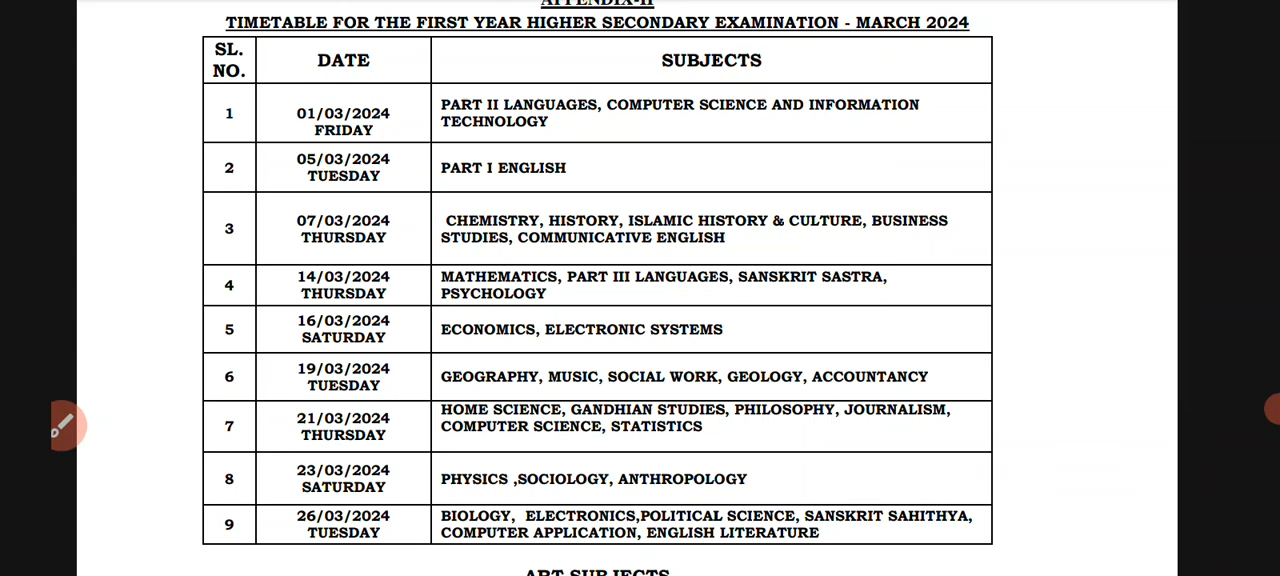 APPENDIX-II
TIMETABLE FOR THE FIRST YEAR HIGHER SECONDARY EXAMINATION - MARCH 2024
SL. NO. DATE SUBJECTS
1 01/03/2024 FRIDAY PART II LANGUAGES, COMPUTER SCIENCE AND INFORMATION TECHNOLOGY
2 05/03/2024 TUESDAY PART I ENGLISH
3 07/03/2024 THURSDAY CHEMISTRY, HISTORY, ISLAMIC HISTORY & CULTURE, BUSINESS STUDIES, COMMUNICATIVE ENGLISH
4 14/03/2024 THURSDAY MATHEMATICS, PART III LANGUAGES, SANSKRIT SASTRA, PSYCHOLOGY
5 16/03/2024 SATURDAY ECONOMICS, ELECTRONIC SYSTEMS
6 19/03/2024 TUESDAY GEOGRAPHY, MUSIC, SOCIAL WORK, GEOLOGY, ACCOUNTANCY
7 21/03/2024 THURSDAY HOME SCIENCE, GANDHIAN STUDIES, PHILOSOPHY, JOURNALISM, COMPUTER SCIENCE, STATISTICS
8 23/03/2024 SATURDAY PHYSICS ,SOCIOLOGY, ANTHROPOLOGY
9 26/03/2024 TUESDAY BIOLOGY, ELECTRONICS,POLITICAL SCIENCE, SANSKRIT SAHITHYA, COMPUTER APPLICATION, ENGLISH LITERATURE
ART SUBJECTS